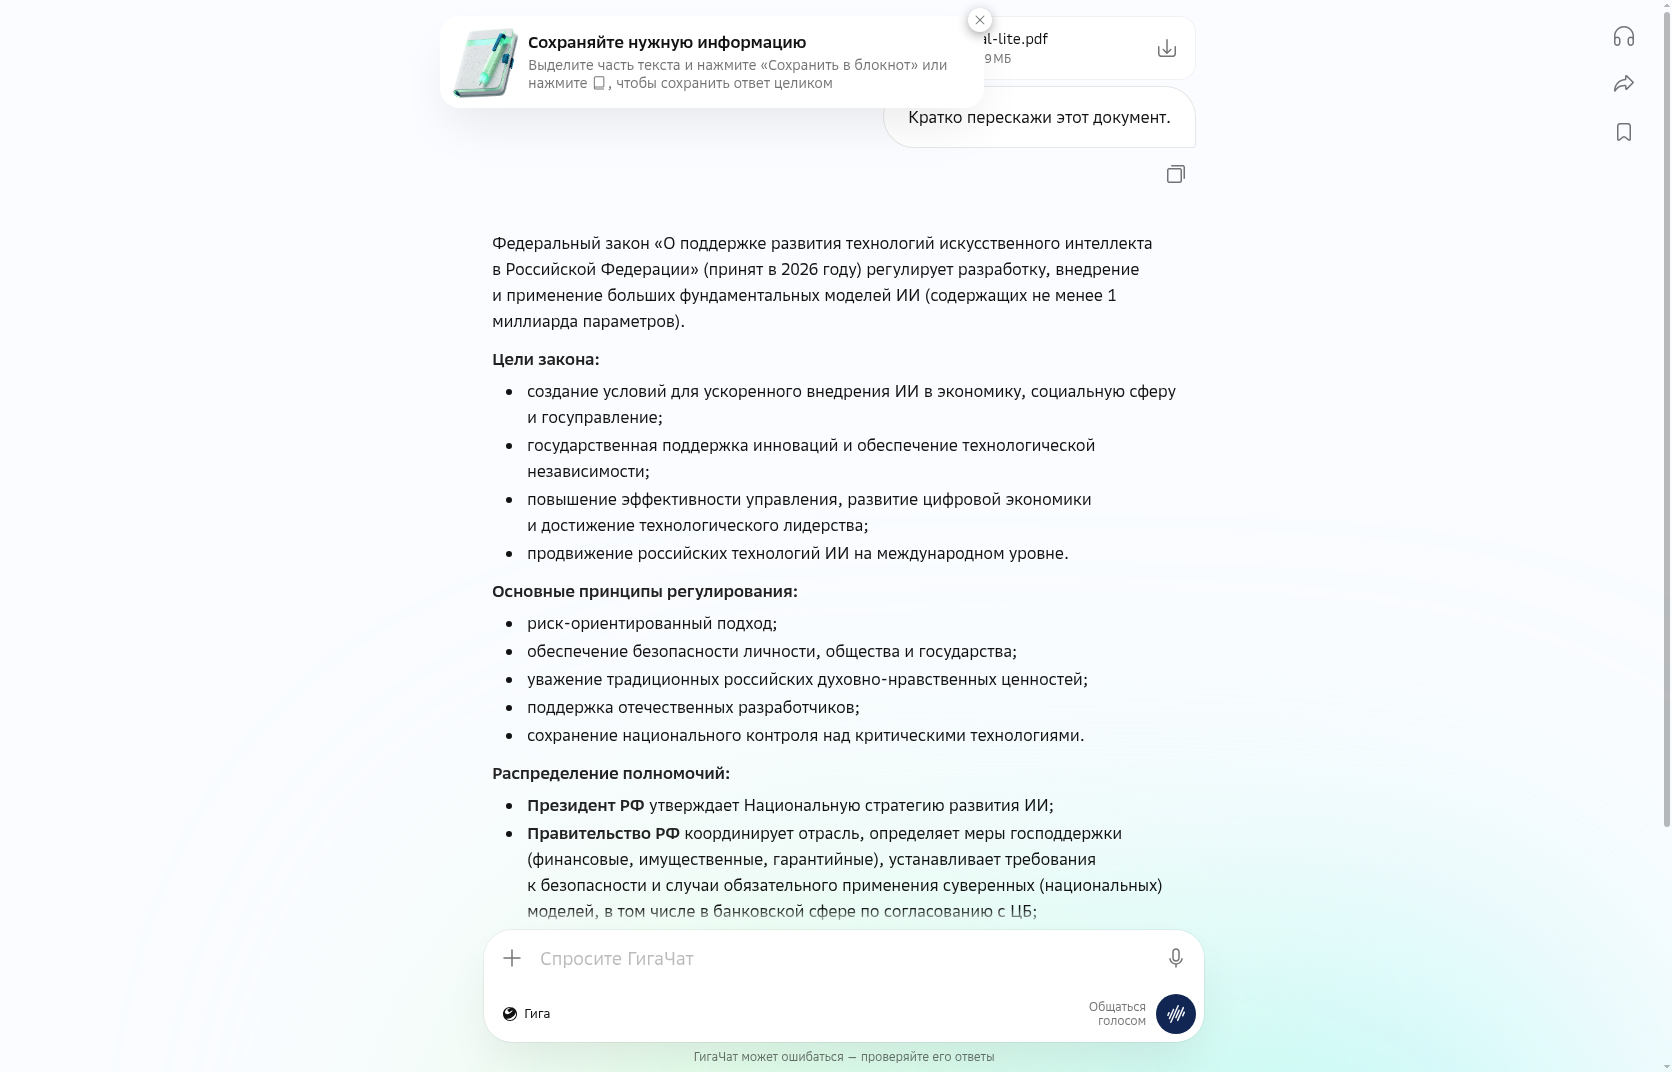 Сохраняйте нужную информацию
Выделите часть текста и нажмите «Сохранить в блокнот» или
нажмите , чтобы сохранить ответ целиком
al-lite.pdf
9 МБ
Кратко перескажи этот документ.
Федеральный закон «О поддержке развития технологий искусственного интеллекта
в Российской Федерации» (принят в 2026 году) регулирует разработку, внедрение
и применение больших фундаментальных моделей ИИ (содержащих не менее 1
миллиарда параметров).
Цели закона:
создание условий для ускоренного внедрения ИИ в экономику, социальную сферу
и госуправление;
государственная поддержка инноваций и обеспечение технологической
независимости;
повышение эффективности управления, развитие цифровой экономики
и достижение технологического лидерства;
продвижение российских технологий ИИ на международном уровне.
Основные принципы регулирования:
риск-ориентированный подход;
обеспечение безопасности личности, общества и государства;
уважение традиционных российских духовно-нравственных ценностей;
поддержка отечественных разработчиков;
сохранение национального контроля над критическими технологиями.
Распределение полномочий:
Президент РФ утверждает Национальную стратегию развития ИИ;
Правительство РФ координирует отрасль, определяет меры господдержки
(финансовые, имущественные, гарантийные), устанавливает требования
к безопасности и случаи обязательного применения суверенных (национальных)
моделей, в том числе в банковской сфере по согласованию с ЦБ;
Спросите ГигаЧат
Гига
Общаться
голосом
ГигаЧат может ошибаться — проверяйте его ответы